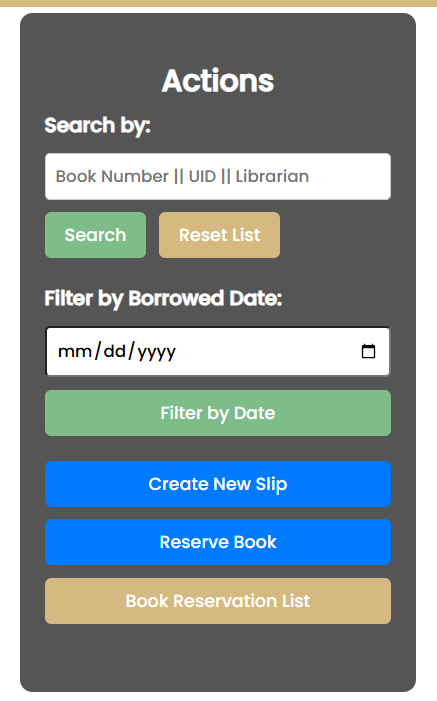 Actions
Search by:
Book Number || UID || Librarian
Search Reset List
Filter by Borrowed Date:
mm/dd/yyyy
Filter by Date
Create New Slip
Reserve Book
Book Reservation List